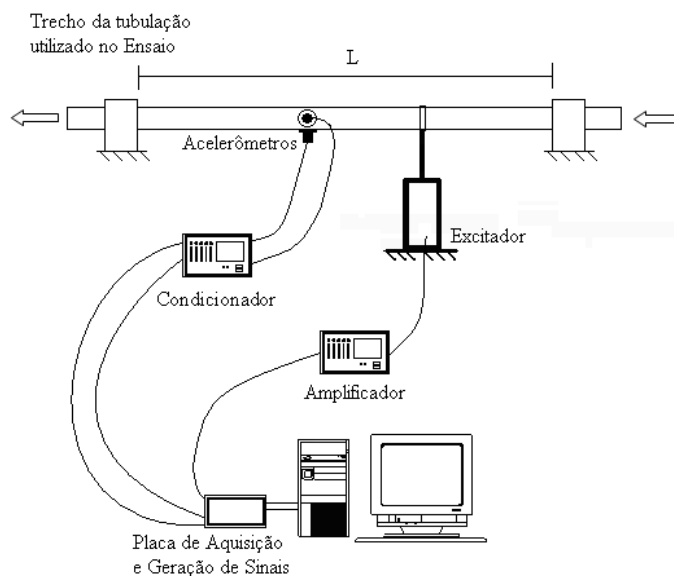 Trecho da tubulação
utilizado no Ensaio
L
Acelerômetros
Excitador
Condicionador
Amplificador
Placa de Aquisição
e Geração de Sinais